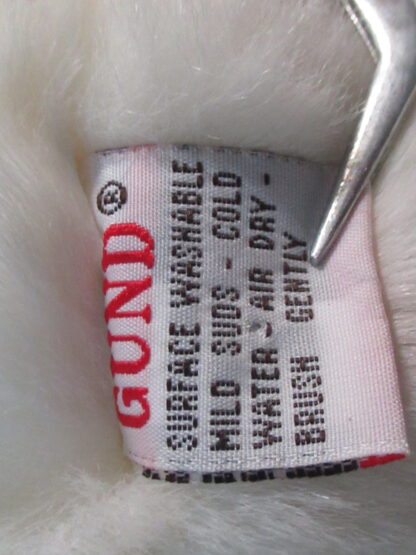 GUND®
SURFACE WASHABLE
MILD SUDS - COLD
WATER - AIR DRY -
BRUSH GENTLY